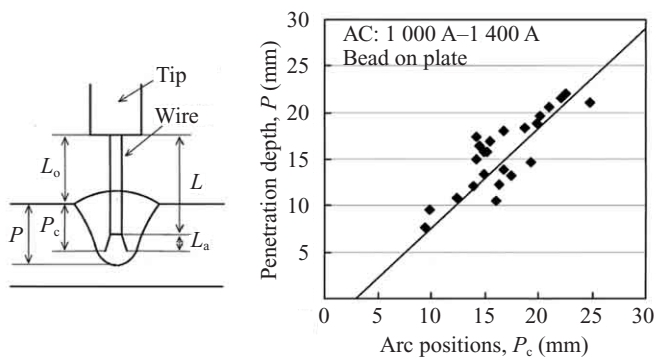 Tip
Wire
Lo
L
P
Pc
La
Penetration depth, P (mm)
30
25
20
15
10
5
AC: 1 000 A–1 400 A
Bead on plate
0 5 10 15 20 25 30
Arc positions, Pc (mm)